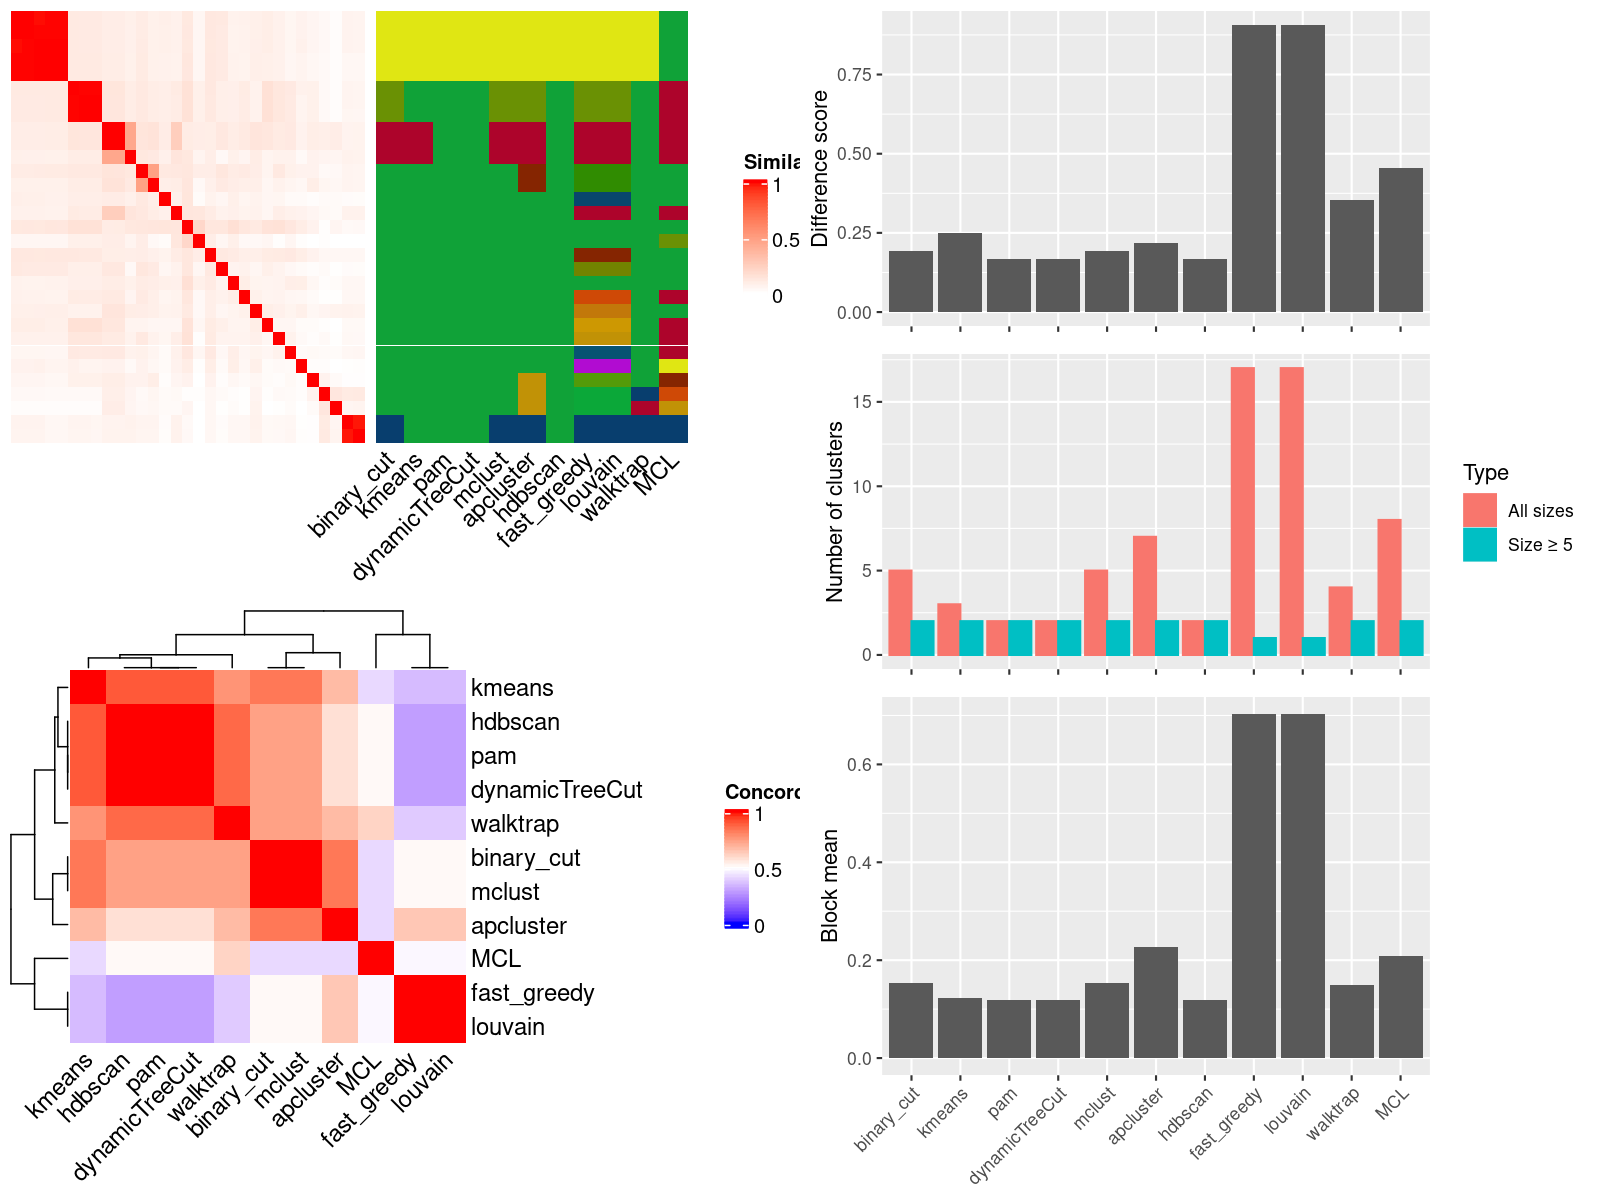 Simila
1
0.5
0
binary_cut
kmeans
pam
dynamicTreeCut
mclust
apcluster
hdbscan
fast_greedy
louvain
walktrap
MCL
kmeans
hdbscan
pam
dynamicTreeCut
walktrap
binary_cut
mclust
apcluster
MCL
fast_greedy
louvain
Concord
1
0.5
0
kmeans
hdbscan
pam
dynamicTreeCut
walktrap
binary_cut
mclust
apcluster
MCL
fast_greedy
louvain
Difference score
0.75
0.50
0.25
0.00
Number of clusters
15
10
5
0
Type
All sizes
Size ≥ 5
Block mean
0.6
0.4
0.2
0.0
binary_cut
kmeans
pam
dynamicTreeCut
mclust
apcluster
hdbscan
fast_greedy
louvain
walktrap
MCL